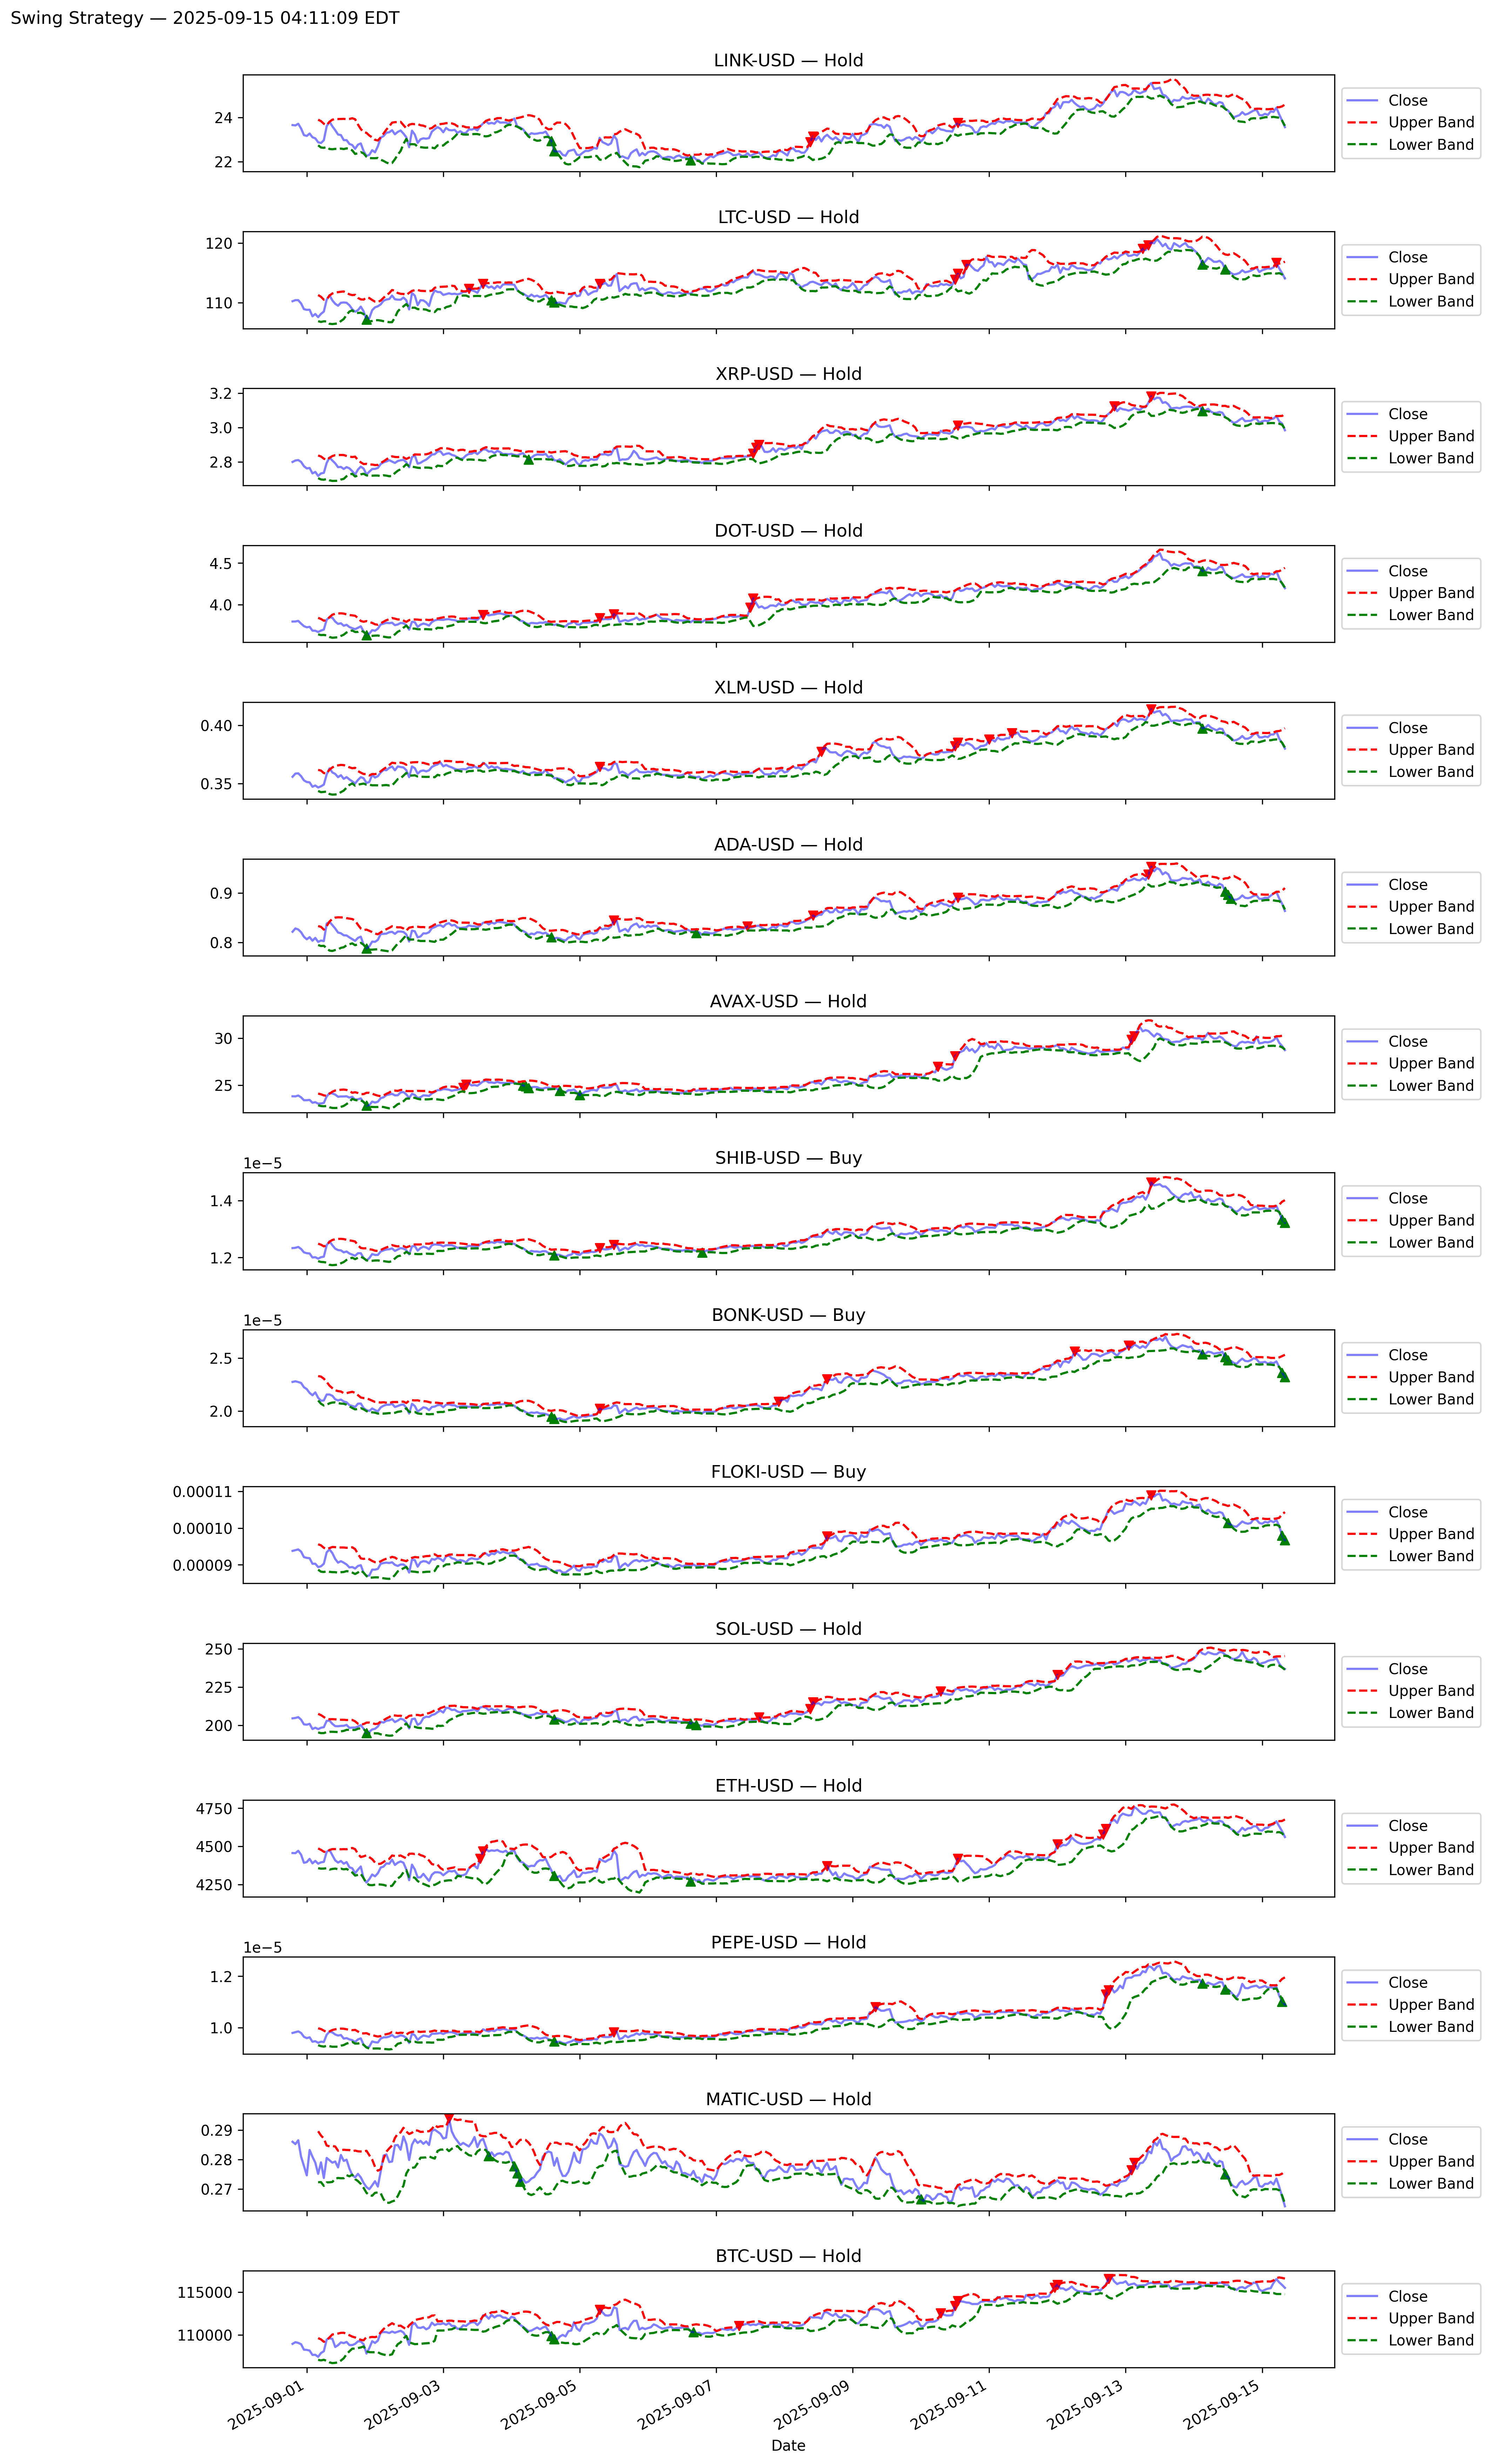 Swing Strategy — 2025-09-15 04:11:09 EDT
LINK-USD — Hold
24
22
Close
Upper Band
Lower Band
LTC-USD — Hold
120
110
Close
Upper Band
Lower Band
XRP-USD — Hold
3.2
3.0
2.8
Close
Upper Band
Lower Band
DOT-USD — Hold
4.5
4.0
Close
Upper Band
Lower Band
XLM-USD — Hold
0.40
0.35
Close
Upper Band
Lower Band
ADA-USD — Hold
0.9
0.8
Close
Upper Band
Lower Band
AVAX-USD — Hold
30
25
Close
Upper Band
Lower Band
SHIB-USD — Buy
1e−5
1.4
1.2
Close
Upper Band
Lower Band
BONK-USD — Buy
1e−5
2.5
2.0
Close
Upper Band
Lower Band
FLOKI-USD — Buy
0.00011
0.00010
0.00009
Close
Upper Band
Lower Band
SOL-USD — Hold
250
225
200
Close
Upper Band
Lower Band
ETH-USD — Hold
4750
4500
4250
Close
Upper Band
Lower Band
PEPE-USD — Hold
1e−5
1.2
1.0
Close
Upper Band
Lower Band
MATIC-USD — Hold
0.29
0.28
0.27
Close
Upper Band
Lower Band
BTC-USD — Hold
115000
110000
Close
Upper Band
Lower Band
2025-09-01
2025-09-03
2025-09-05
2025-09-07
2025-09-09
2025-09-11
2025-09-13
2025-09-15
Date